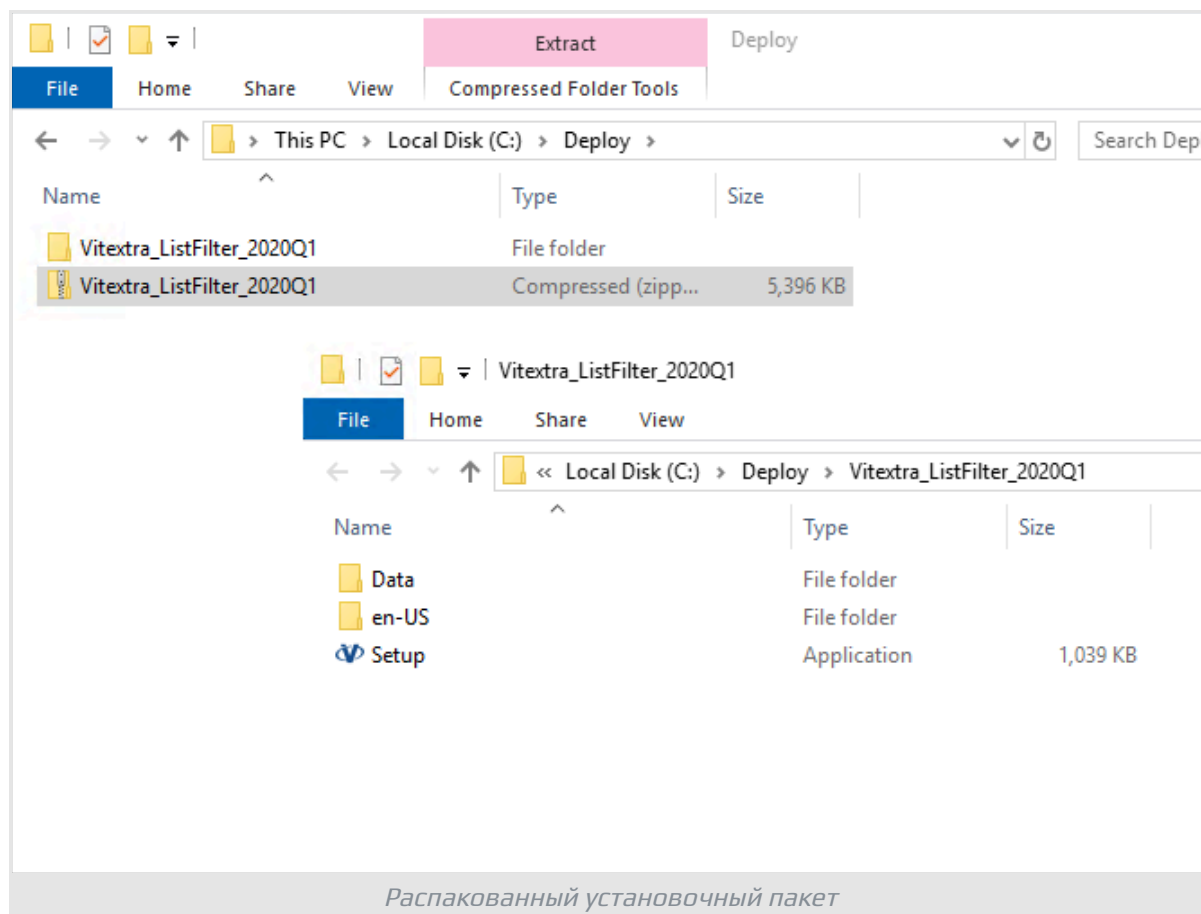 Extract Deploy
File Home Share View Compressed Folder Tools
This PC Local Disk (C:) Deploy Search Dep
Name Type Size
Vitextra_ListFilter_2020Q1 File folder
Vitextra_ListFilter_2020Q1 Compressed (zipp... 5,396 KB
Vitextra_ListFilter_2020Q1
File Home Share View
« Local Disk (C:) Deploy Vitextra_ListFilter_2020Q1
Name Type Size
Data File folder
en-US File folder
Setup Application 1,039 KB
Распакованный установочный пакет